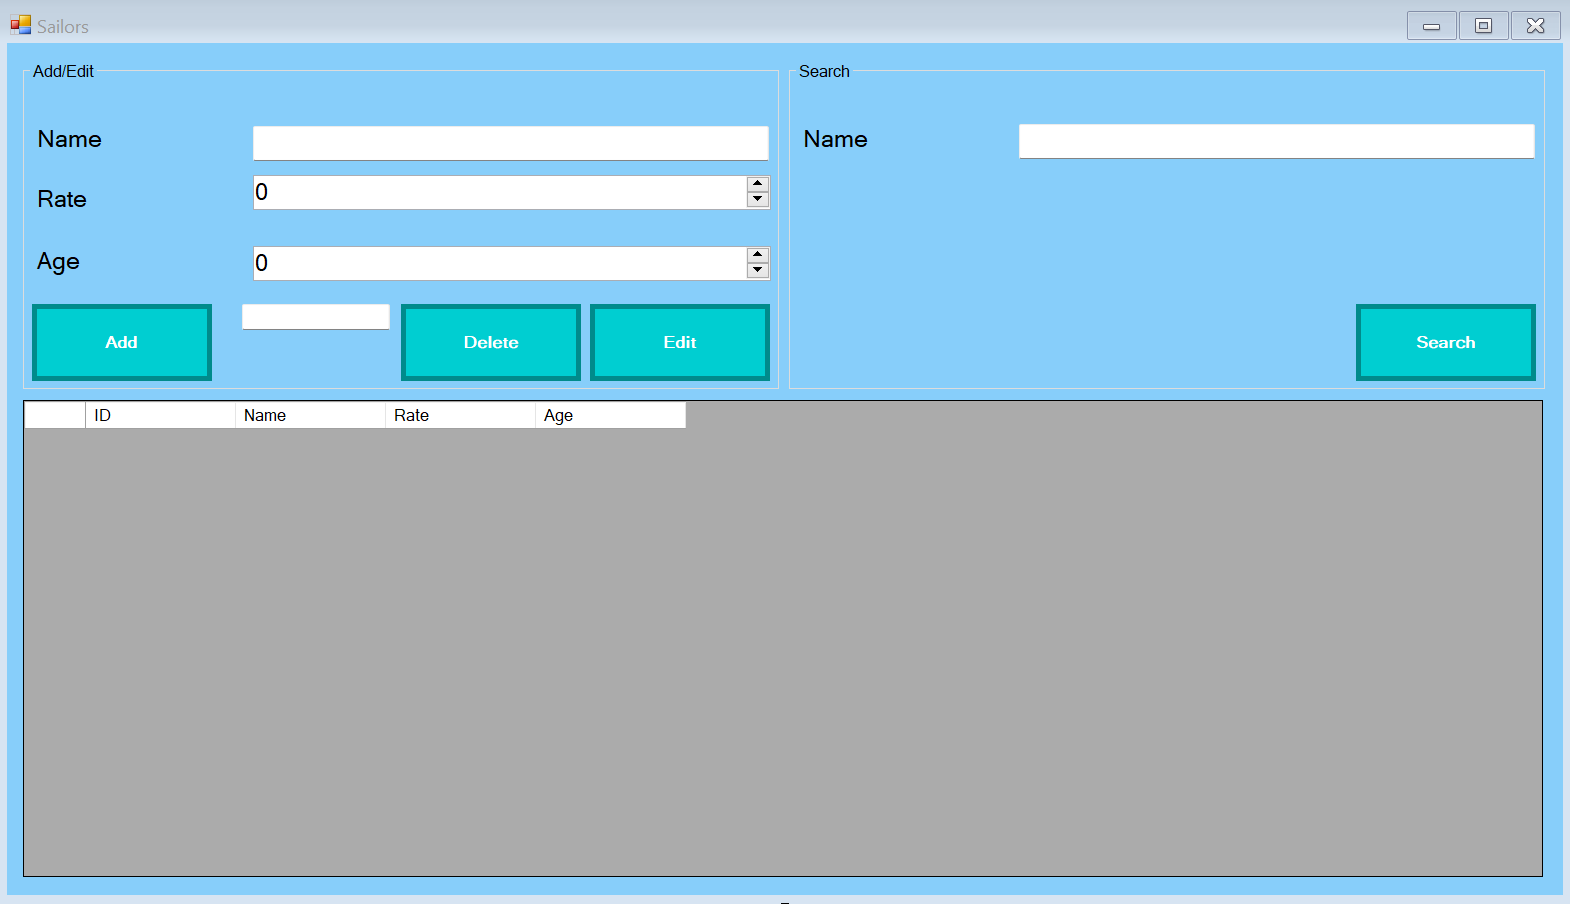 Sailors
Add/Edit
Name
Rate 0
Age 0
Add Delete Edit
Search
Name
Search
ID Name Rate Age